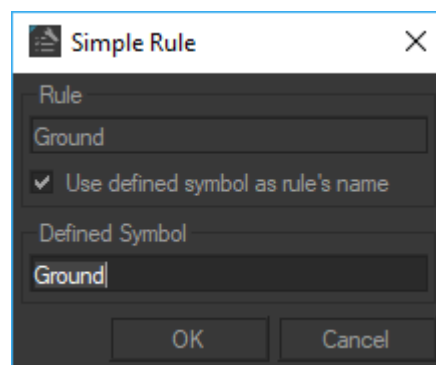 Simple Rule
Rule
Ground
Use defined symbol as rule's name
Defined Symbol
Ground
OK Cancel